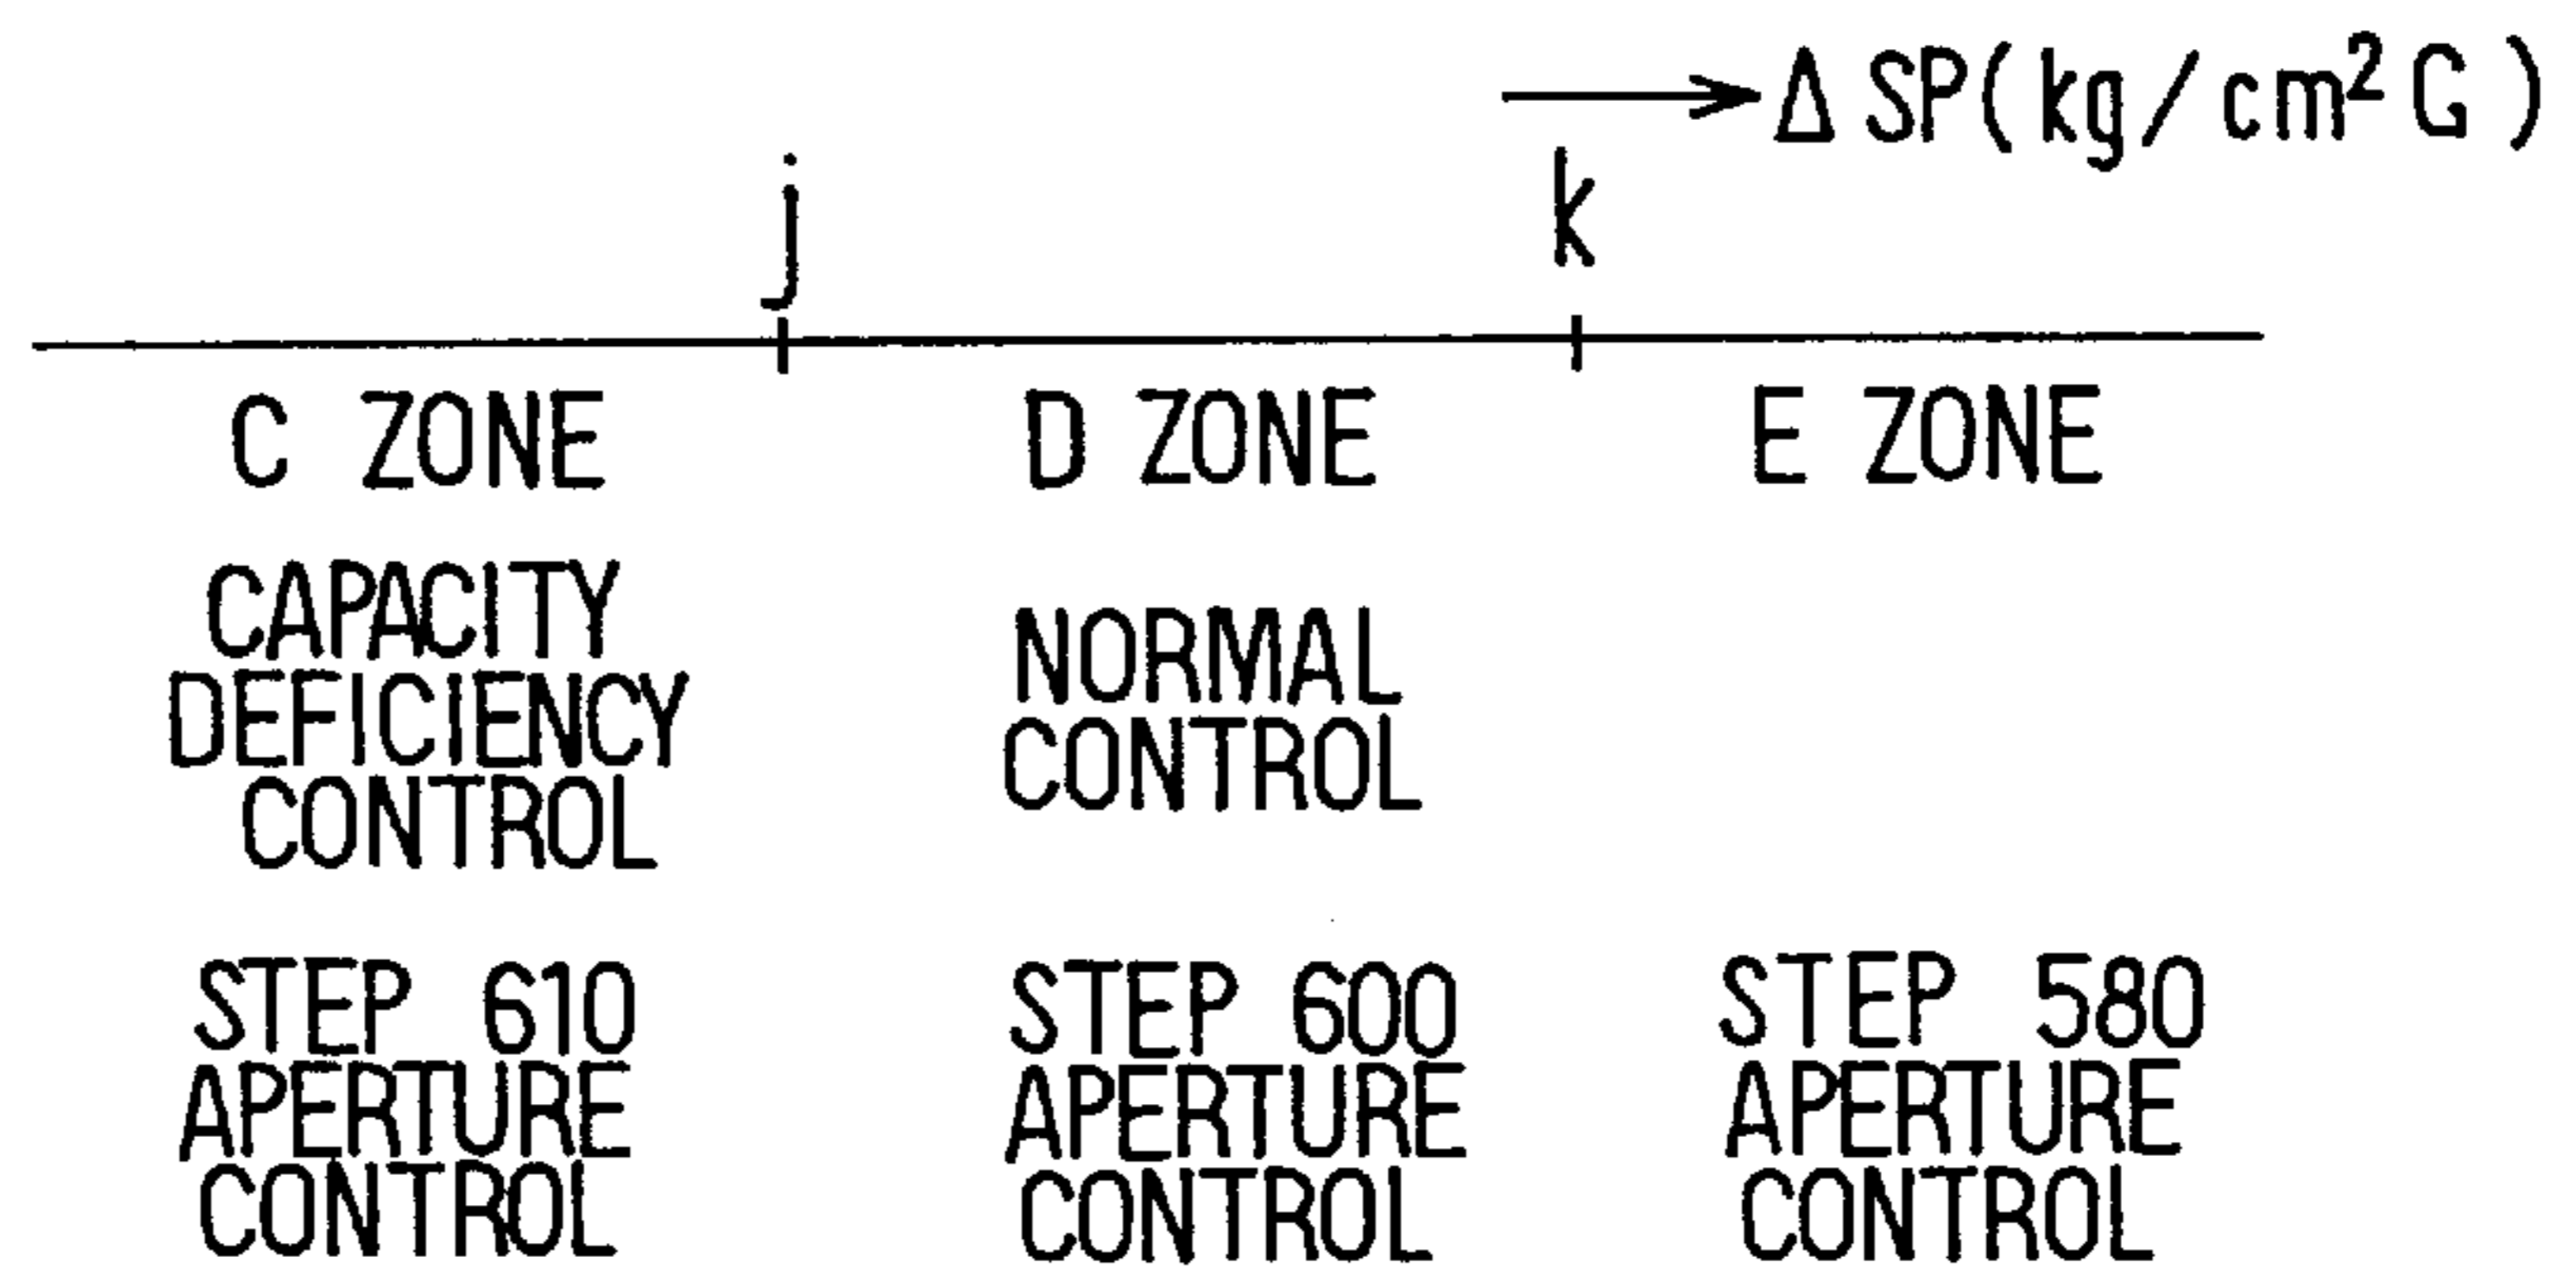 ΔSP(kg/cm²G)
j k
C ZONE D ZONE E ZONE
CAPACITY
DEFICIENCY
CONTROL
NORMAL
CONTROL
STEP 610
APERTURE
CONTROL
STEP 600
APERTURE
CONTROL
STEP 580
APERTURE
CONTROL